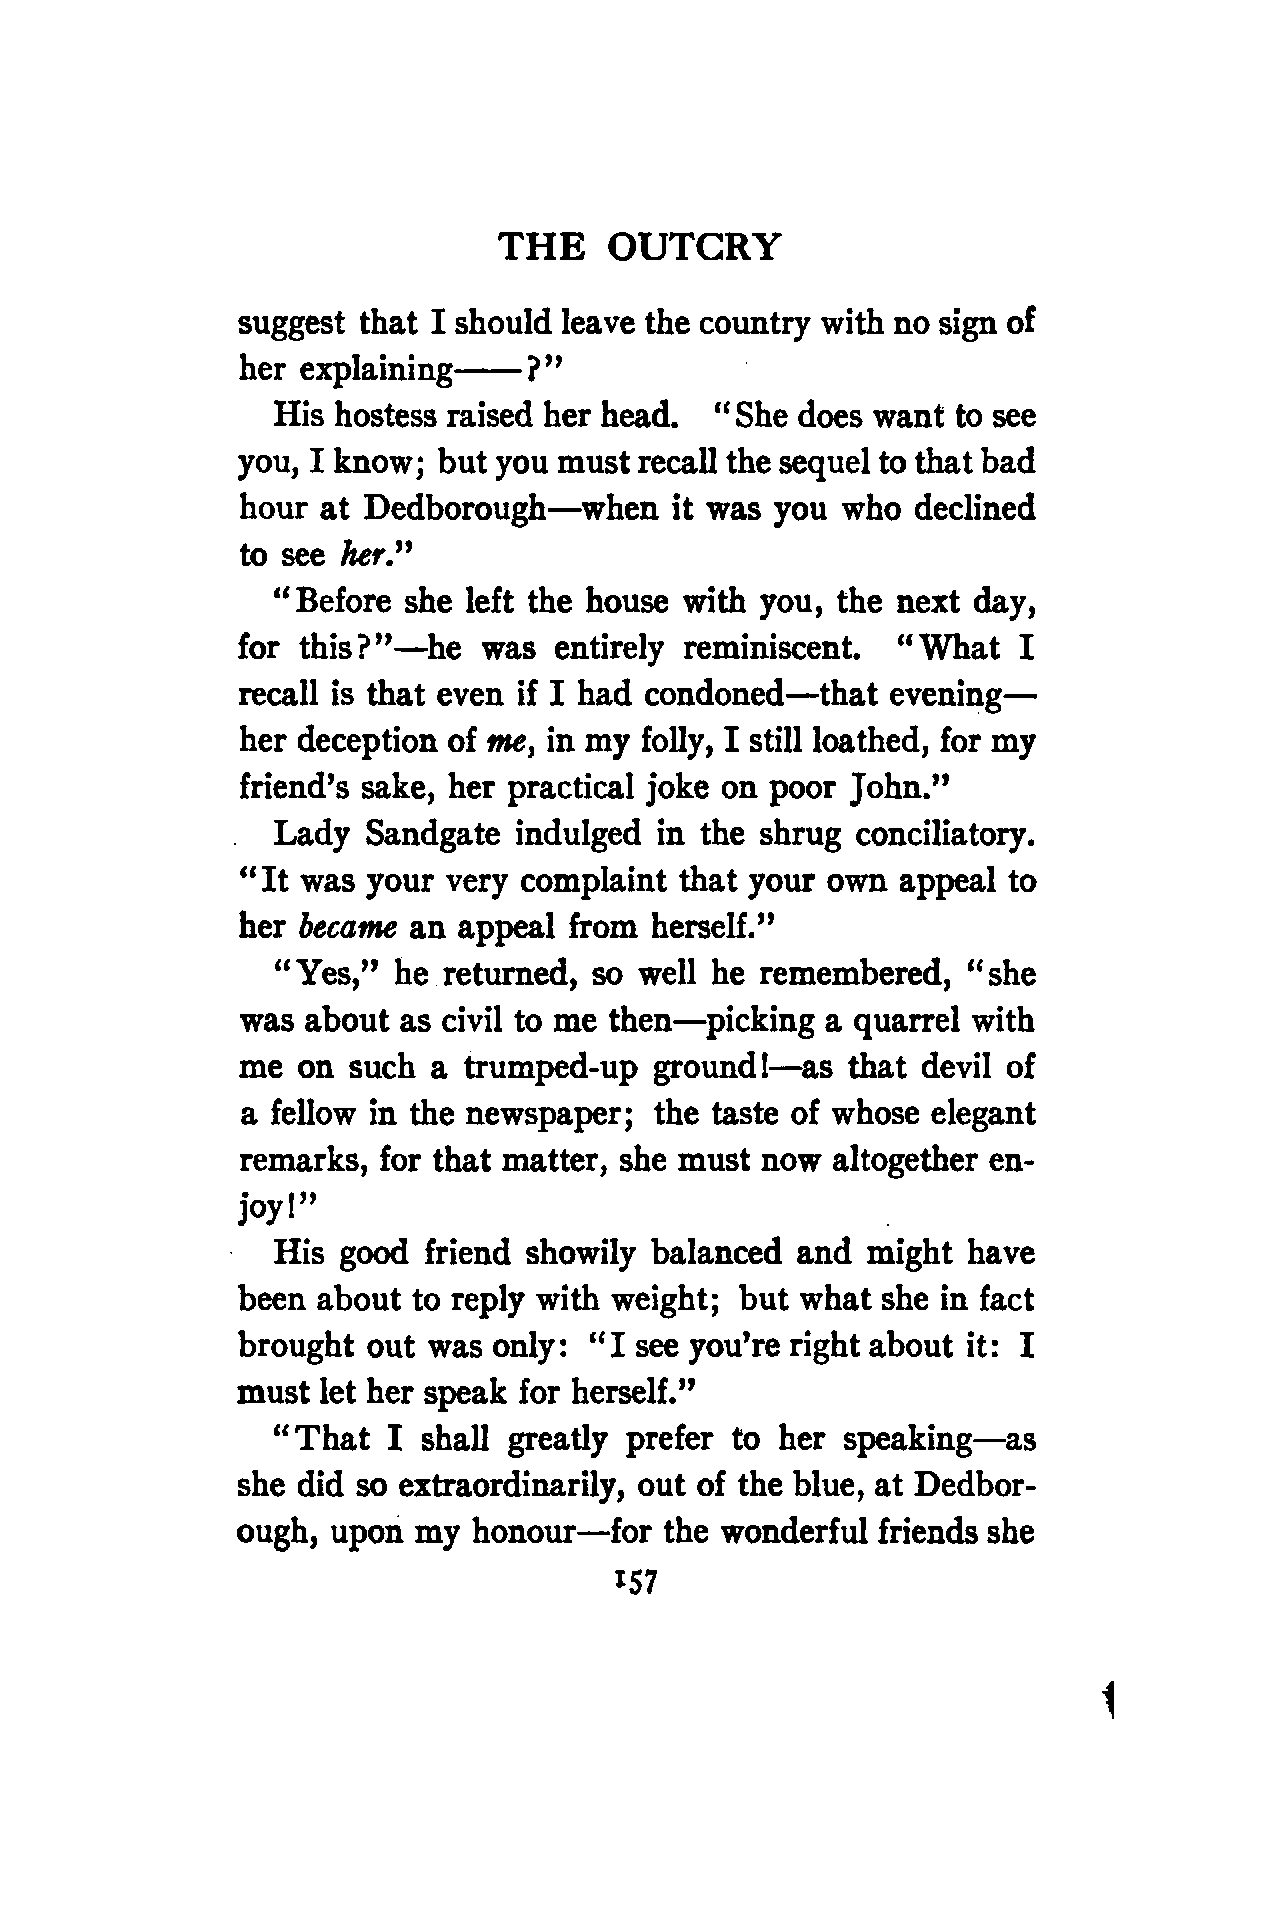 THE OUTCRY
suggest that I should leave the country with no sign of
her explaining——?”
His hostess raised her head. “She does want to see
you, I know; but you must recall the sequel to that bad
hour at Dedborough—when it was you who declined
to see her.”
“Before she left the house with you, the next day,
for this?”—he was entirely reminiscent. “What I
recall is that even if I had condoned—that evening—
her deception of me, in my folly, I still loathed, for my
friend’s sake, her practical joke on poor John.”
Lady Sandgate indulged in the shrug conciliatory.
“It was your very complaint that your own appeal to
her became an appeal from herself.”
“Yes,” he returned, so well he remembered, “she
was about as civil to me then—picking a quarrel with
me on such a trumped-up ground!—as that devil of
a fellow in the newspaper; the taste of whose elegant
remarks, for that matter, she must now altogether en-
joy!”
His good friend showily balanced and might have
been about to reply with weight; but what she in fact
brought out was only: “I see you’re right about it: I
must let her speak for herself.”
“That I shall greatly prefer to her speaking—as
she did so extraordinarily, out of the blue, at Dedbor-
ough, upon my honour—for the wonderful friends she
157